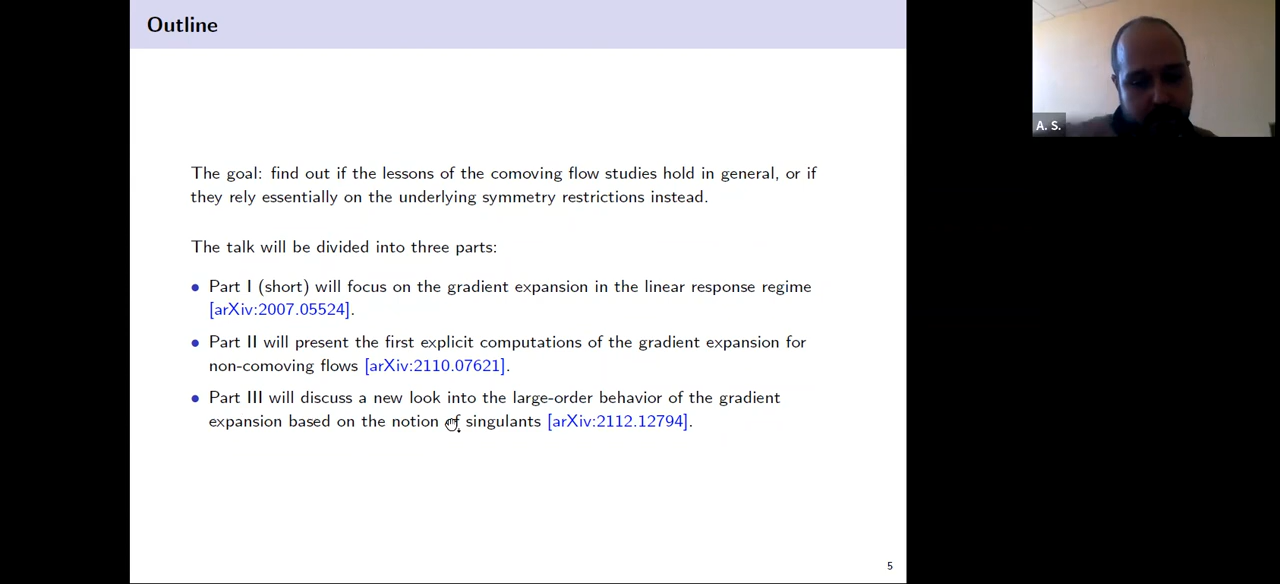 Outline
A. S.
The goal: find out if the lessons of the comoving flow studies hold in general, or if
they rely essentially on the underlying symmetry restrictions instead.
The talk will be divided into three parts:
• Part I (short) will focus on the gradient expansion in the linear response regime
[arXiv:2007.05524].
• Part II will present the first explicit computations of the gradient expansion for
non-comoving flows [arXiv:2110.07621].
• Part III will discuss a new look into the large-order behavior of the gradient
expansion based on the notion of singulants [arXiv:2112.12794].
5